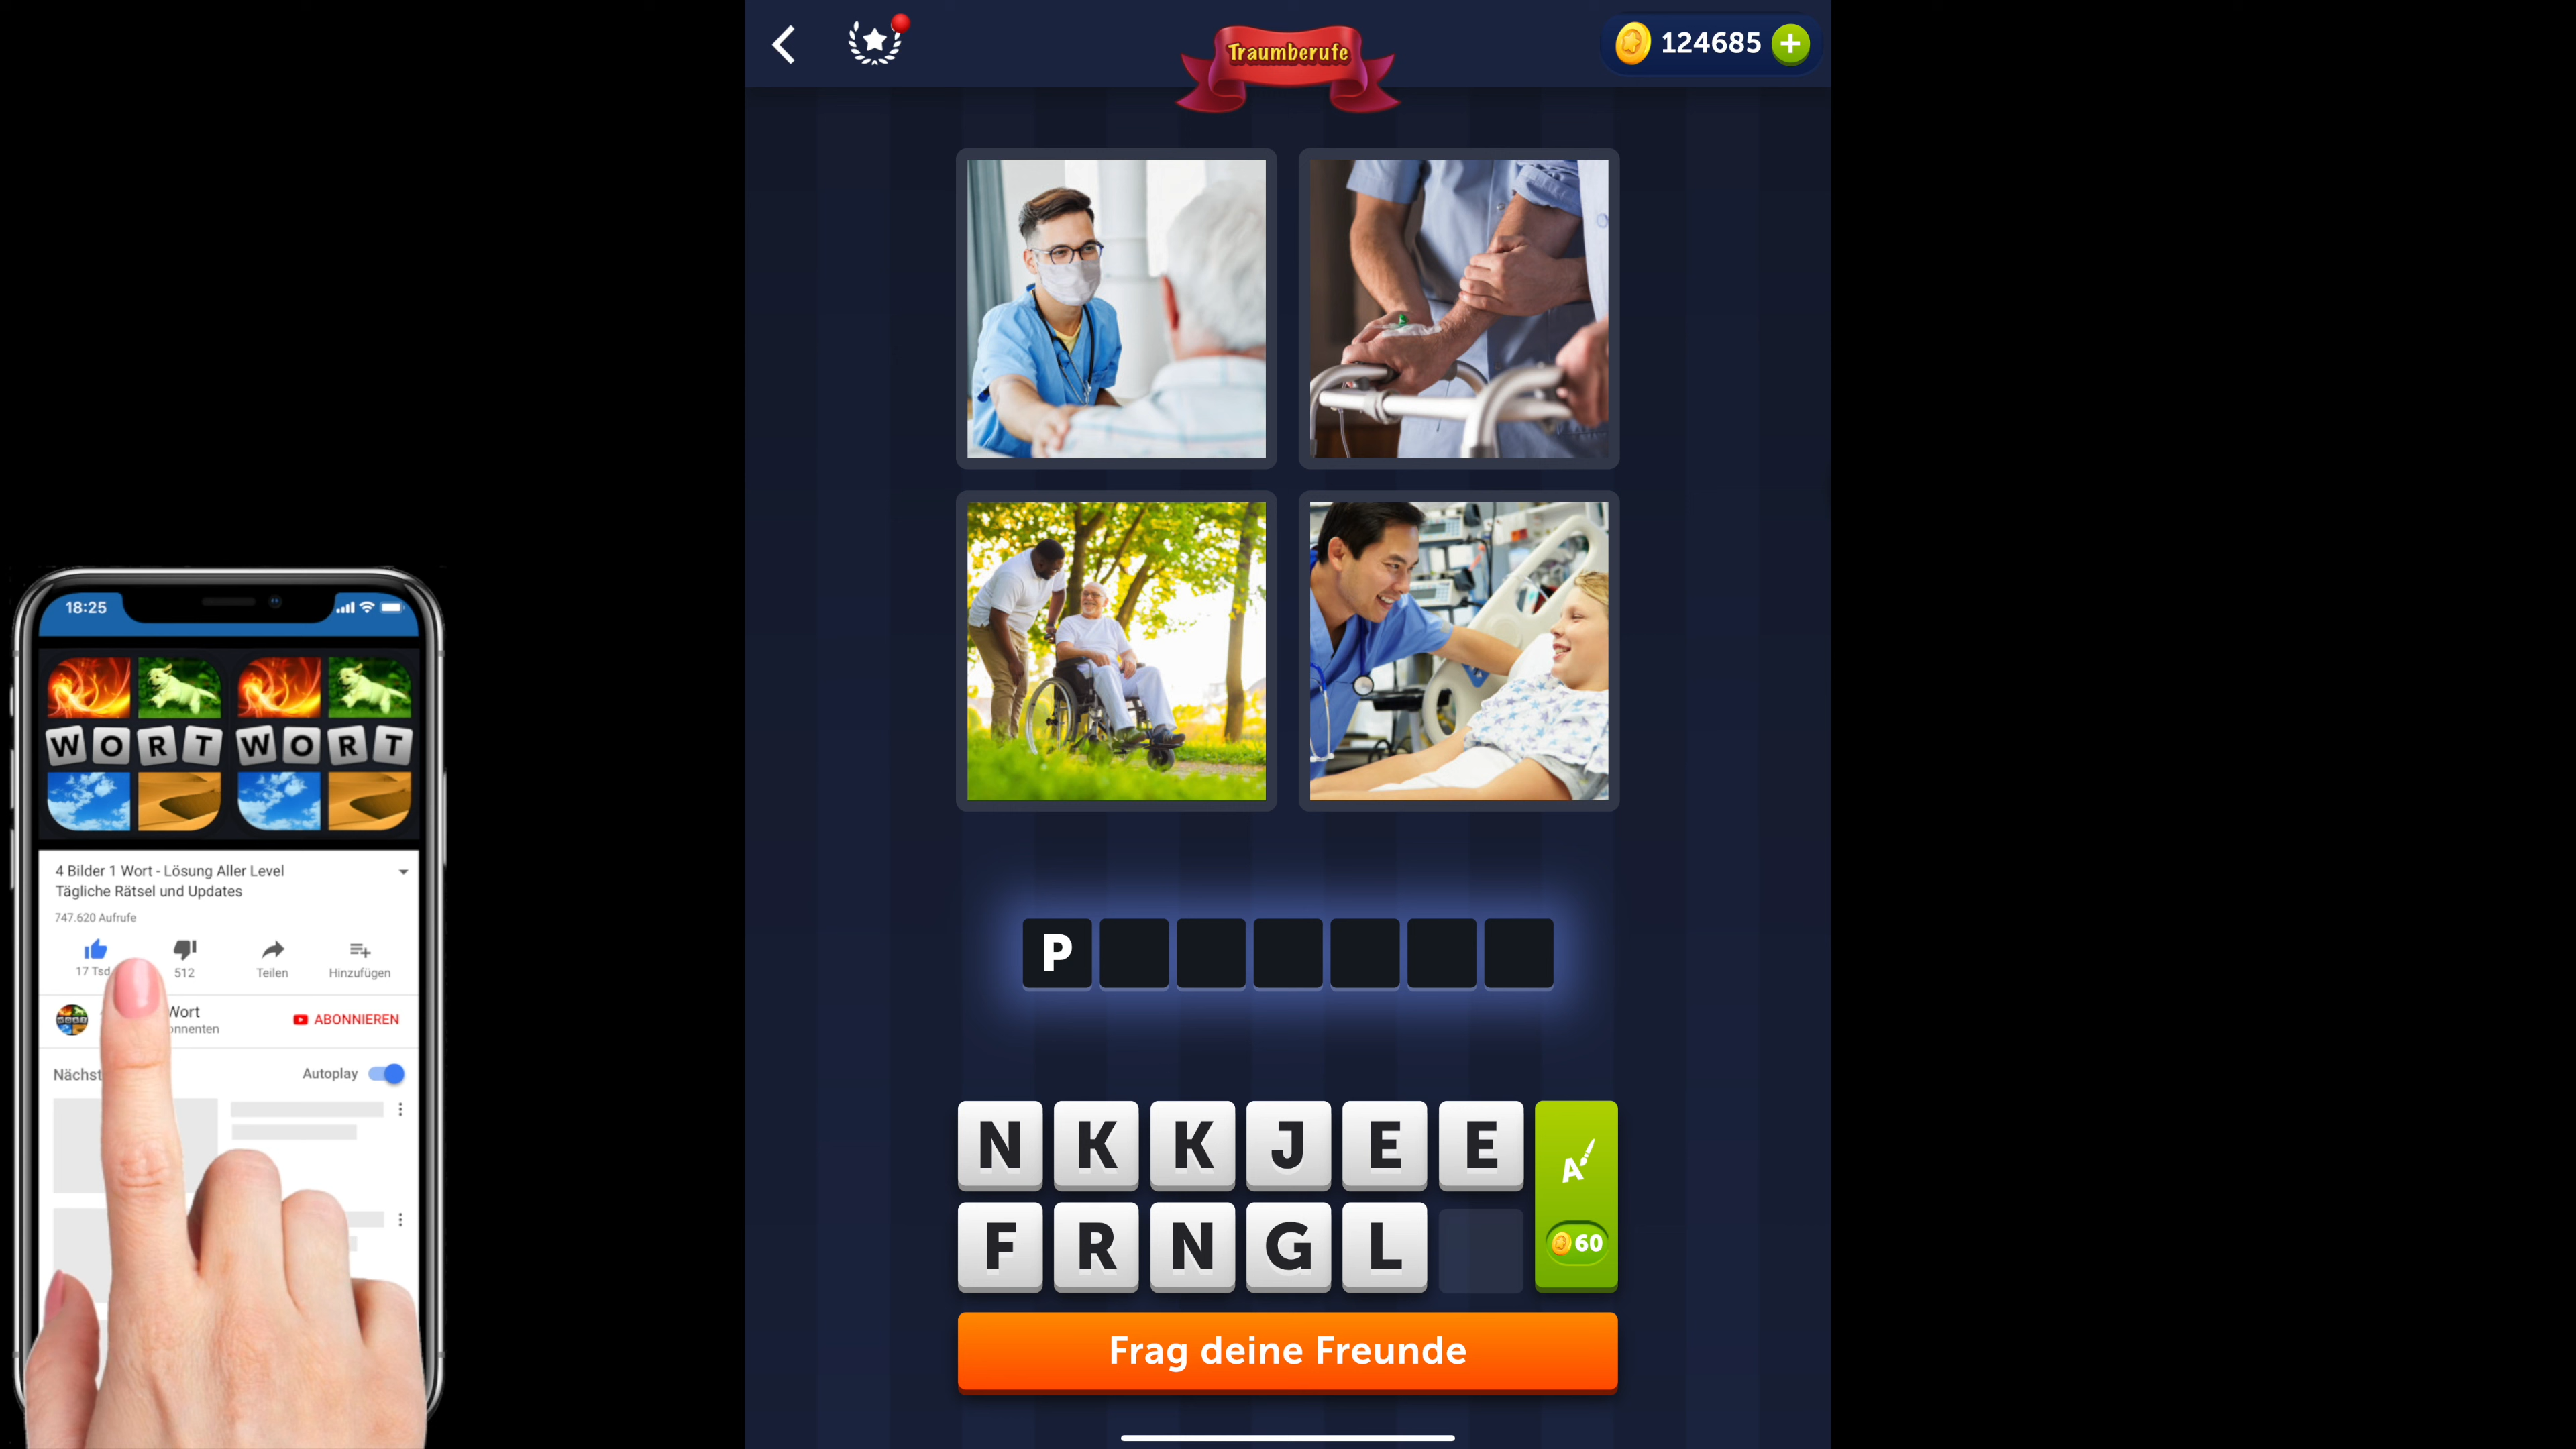 Traumberufe
124685
P
N K K J E E
F R N G L
60
Frag deine Freunde
18:25
W O R T W O R T
4 Bilder 1 Wort - Lösung Aller Level
Tägliche Rätsel und Updates
747.620 Aufrufe
17 Tsd
512
Teilen
Hinzufügen
Wort
ABONNIEREN
Autoplay